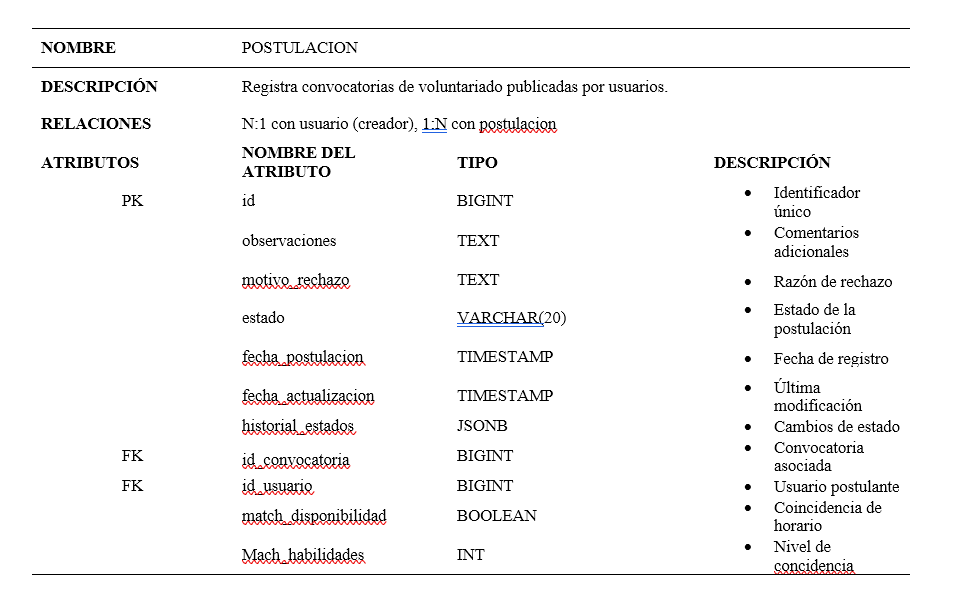 NOMBRE POSTULACION
DESCRIPCIÓN Registra convocatorias de voluntariado publicadas por usuarios.
RELACIONES N:1 con usuario (creador), 1:N con postulacion
ATRIBUTOS NOMBRE DEL ATRIBUTO TIPO DESCRIPCIÓN
PK id BIGINT • Identificador único
observaciones TEXT • Comentarios adicionales
motivo_rechazo TEXT • Razón de rechazo
estado VARCHAR(20) • Estado de la postulación
fecha_postulacion TIMESTAMP • Fecha de registro
fecha_actualizacion TIMESTAMP • Última modificación
historial_estados JSONB • Cambios de estado
FK id_convocatoria BIGINT • Convocatoria asociada
FK id_usuario BIGINT • Usuario postulante
match_disponibilidad BOOLEAN • Coincidencia de horario
Mach_habilidades INT • Nivel de concidencia